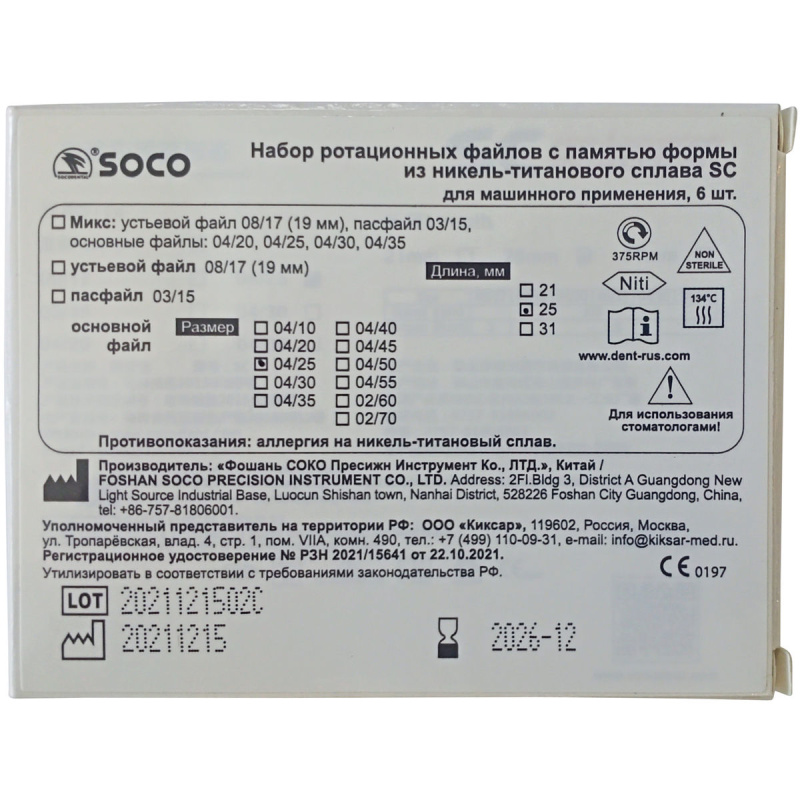 ® SOCO
SOCODENTAL
Набор ротационных файлов с памятью формы
из никель-титанового сплава SC
для машинного применения, 6 шт.
☐ Микс: устьевой файл 08/17 (19 мм), пасфайл 03/15,
основные файлы: 04/20, 04/25, 04/30, 04/35
☐ устьевой файл 08/17 (19 мм)
☐ пасфайл 03/15
основной
файл
Размер
☐ 04/10
☐ 04/20
☑ 04/25
☐ 04/30
☐ 04/35
☐ 04/40
☐ 04/45
☐ 04/50
☐ 04/55
☐ 02/60
☐ 02/70
Длина, мм
☐ 21
☑ 25
☐ 31
375RPM
NON
STERILE
Niti
134°C
i
www.dent-rus.com
!
Для использования
стоматологами!
Противопоказания: аллергия на никель-титановый сплав.
Производитель: «Фошань СОКО Пресижн Инструмент Ко., ЛТД.», Китай /
FOSHAN SOCO PRECISION INSTRUMENT CO., LTD. Address: 2Fl.Bldg 3, District A Guangdong New
Light Source Industrial Base, Luocun Shishan town, Nanhai District, 528226 Foshan City Guangdong, China,
tel: +86-757-81806001.
Уполномоченный представитель на территории РФ: ООО «Киксар», 119602, Россия, Москва,
ул. Тропарёвская, влад. 4, стр. 1, пом. VIIA, комн. 490, тел.: +7 (499) 110-09-31, e-mail: info@kiksar-med.ru.
Регистрационное удостоверение № РЗН 2021/15641 от 22.10.2021.
Утилизировать в соответствии с требованиями законодательства РФ.
CE 0197
LOT 2021121502C
20211215
2026-12